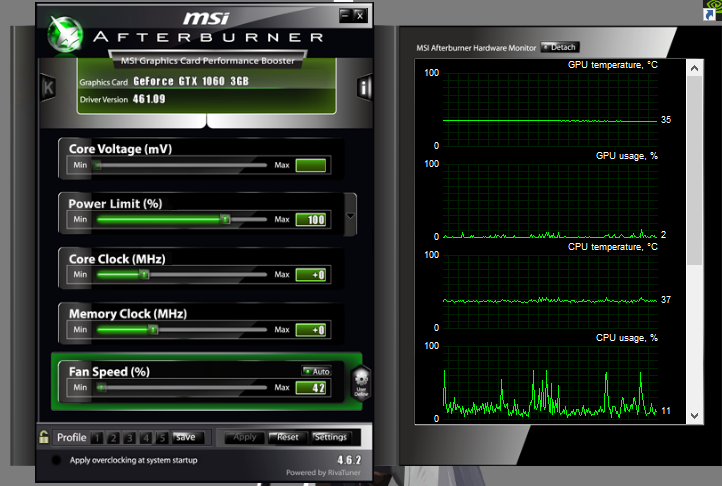 msi
AFTERBURNER
MSI Graphics Card Performance Booster
K
i
Graphics Card GeForce GTX 1060 3GB
Driver Version 461.09
Core Voltage (mV)
Min Max
Power Limit (%)
Min Max 100
Core Clock (MHz)
Min Max +0
Memory Clock (MHz)
Min Max +0
Fan Speed (%)
Auto
Min Max 42
User
Define
Profile 1 2 3 4 5 save Apply Reset Settings
Apply overclocking at system startup
4.6.2
Powered by RivaTuner
MSI Afterburner Hardware Monitor Detach
GPU temperature, °C
100
35
0
GPU usage, %
100
2
0
CPU temperature, °C
100
37
0
CPU usage, %
100
11
0